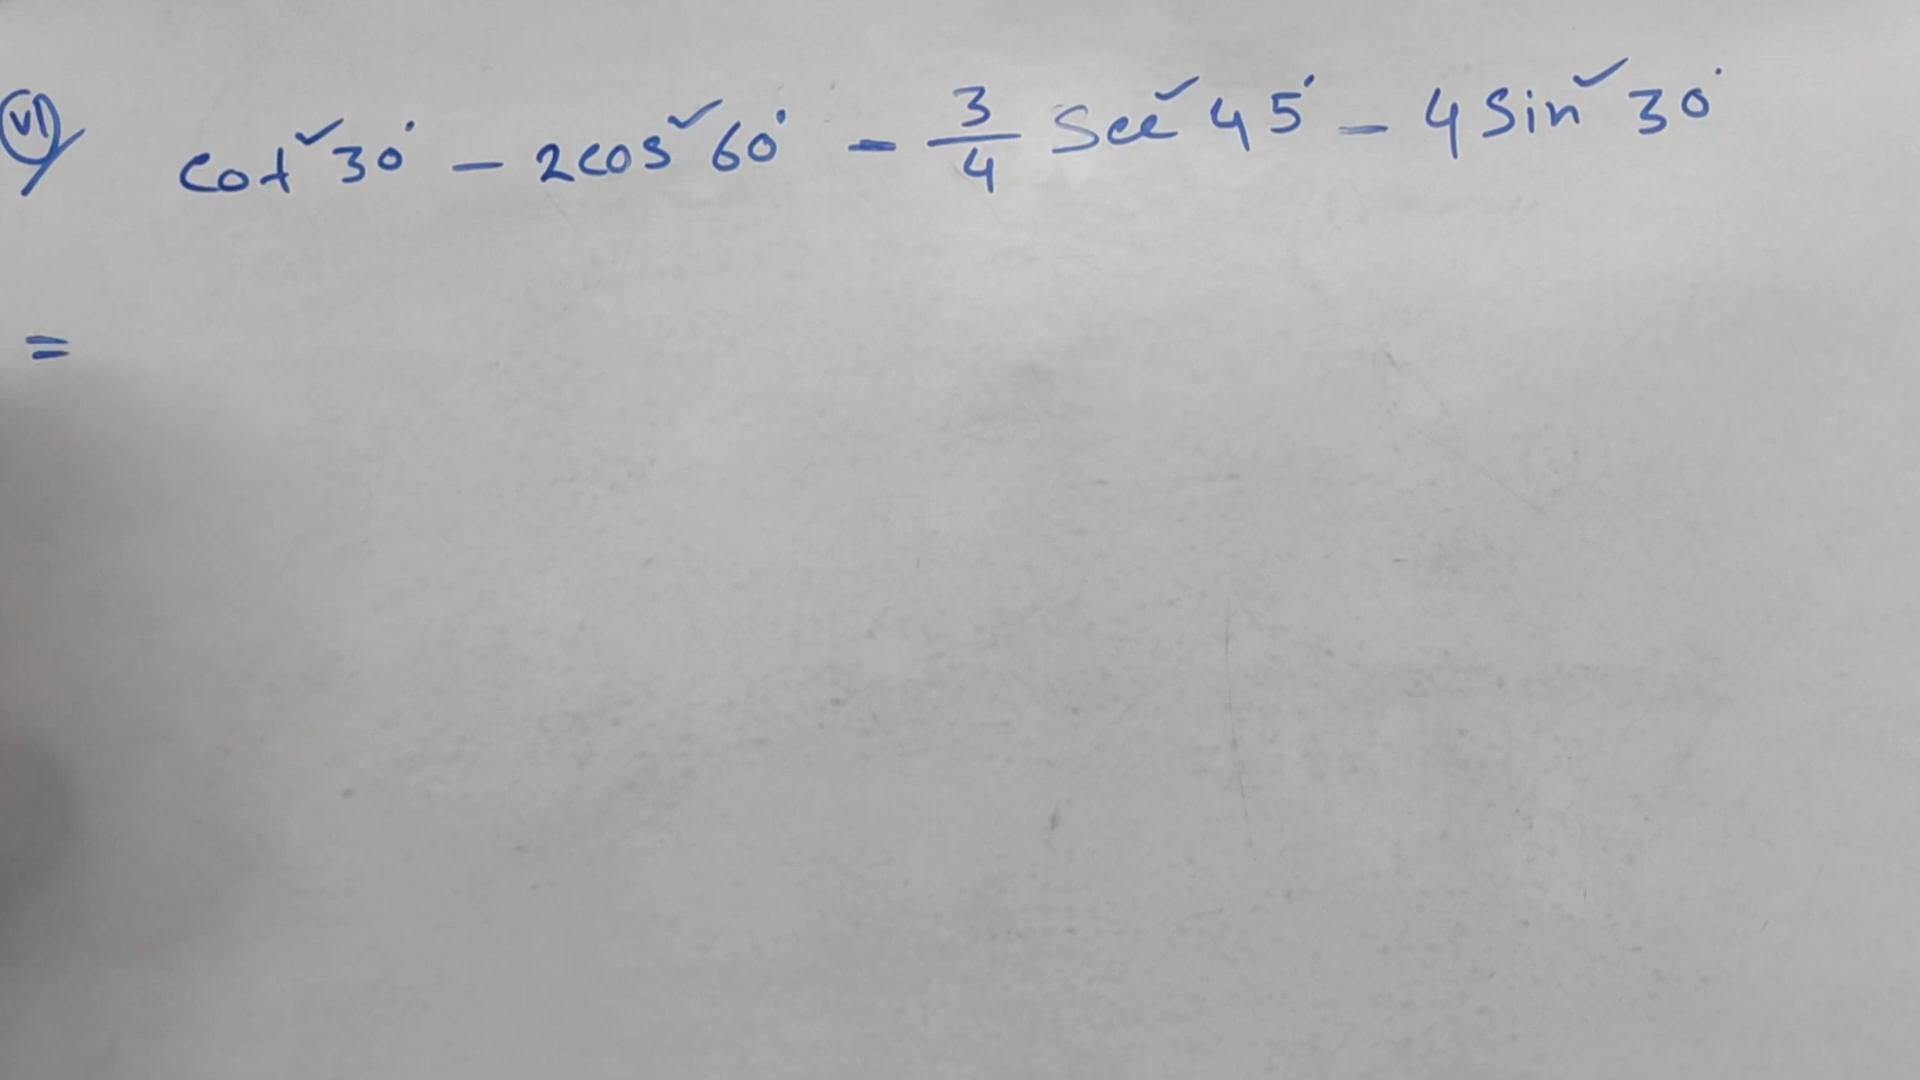 (vi) cot²30° - 2cos²60° - 3/4 Sec²45° - 4Sin²30°
=